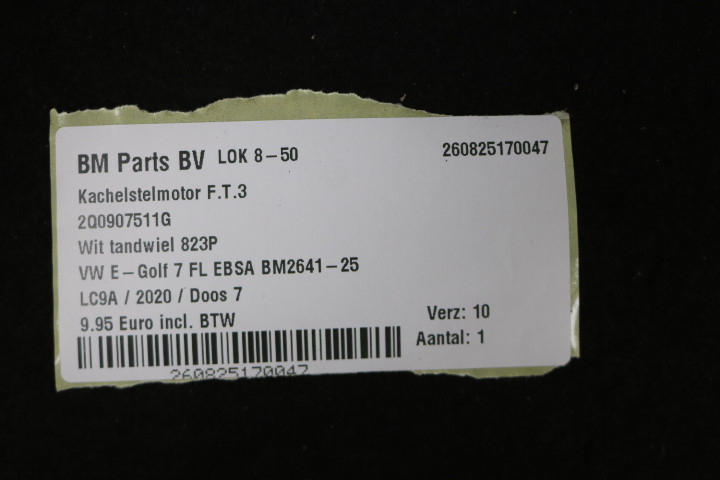 BM Parts BV LOK 8-50 260825170047
Kachelstelmotor F.T.3
2Q0907511G
Wit tandwiel 823P
VW E-Golf 7 FL EBSA BM2641-25
LC9A / 2020 / Doos 7
9.95 Euro incl. BTW Verz: 10
Aantal: 1
260825170047